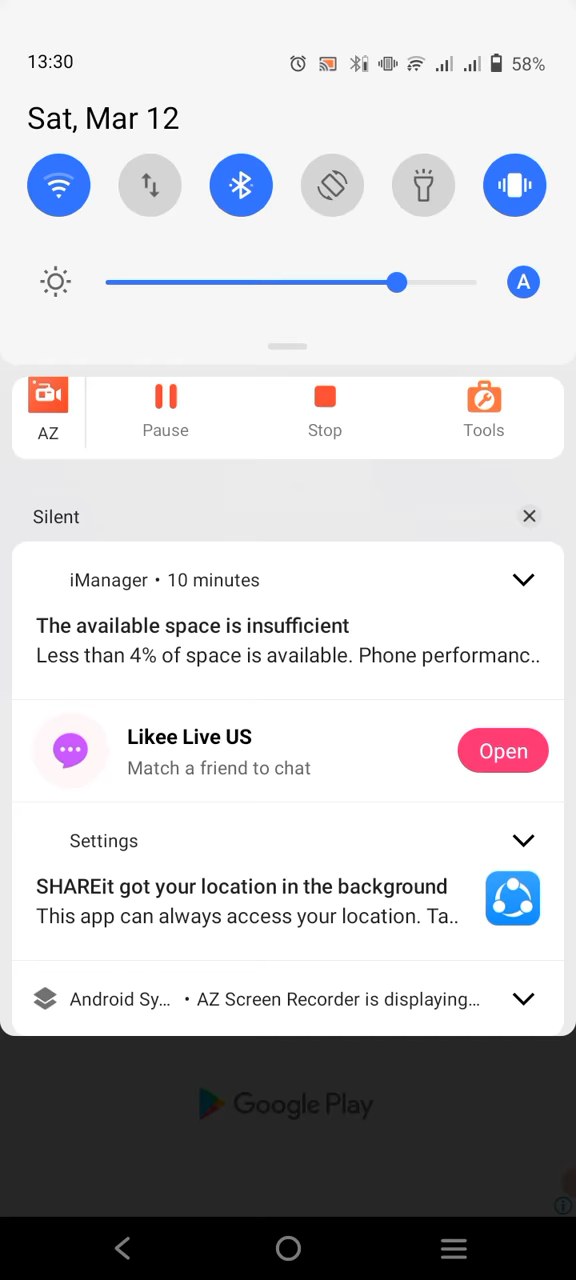 13:30
58%
Sat, Mar 12
A
AZ
Pause
Stop
Tools
Silent
iManager • 10 minutes
The available space is insufficient
Less than 4% of space is available. Phone performanc..
Likee Live US
Open
Match a friend to chat
Settings
SHAREit got your location in the background
This app can always access your location. Ta..
Android Sy... • AZ Screen Recorder is displaying...
Google Play